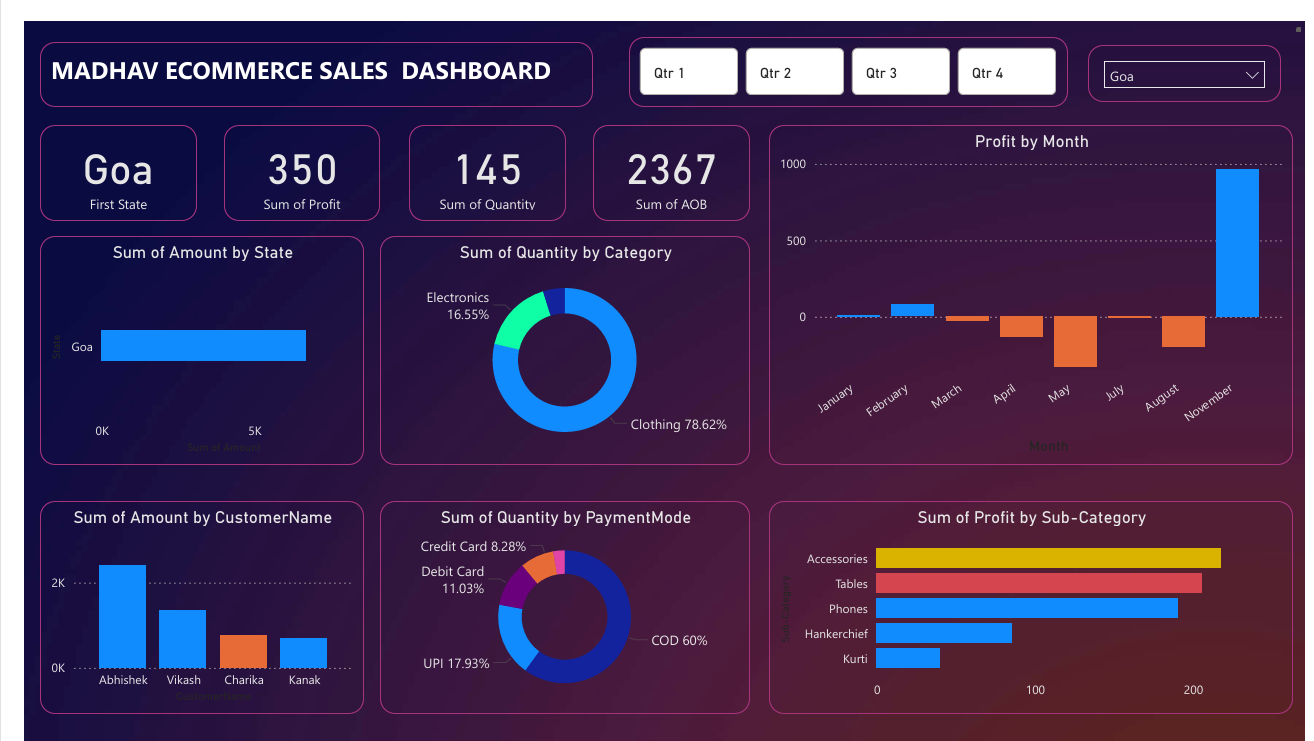 MADHAV ECOMMERCE SALES DASHBOARD
Qtr 1
Qtr 2
Qtr 3
Qtr 4
Goa
Goa
First State
350
Sum of Profit
145
Sum of Quantity
2367
Sum of AOB
Profit by Month
1000
500
0
January
February
March
April
May
July
August
November
Month
Sum of Amount by State
State
Goa
0K
5K
Sum of Amount
Sum of Quantity by Category
Electronics
16.55%
Clothing 78.62%
Sum of Amount by CustomerName
2K
0K
Abhishek
Vikash
Charika
Kanak
CustomerName
Sum of Quantity by PaymentMode
Credit Card 8.28%
Debit Card
11.03%
UPI 17.93%
COD 60%
Sum of Profit by Sub-Category
Sub-Category
Accessories
Tables
Phones
Hankerchief
Kurti
0
100
200